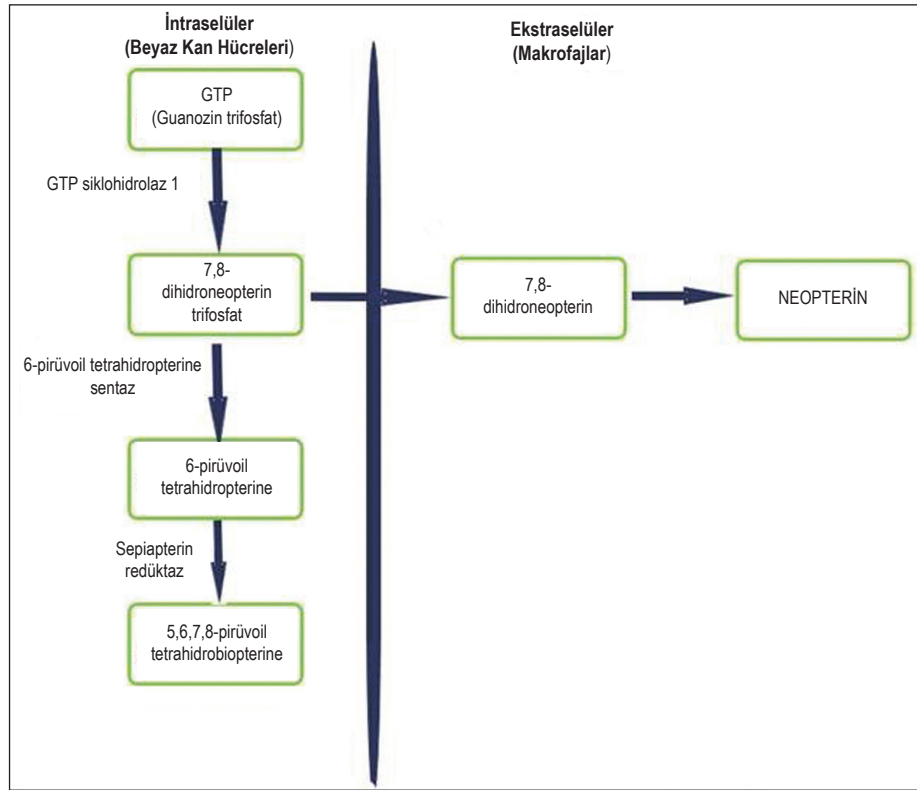 İntraselüler
(Beyaz Kan Hücreleri)
Ekstraselüler
(Makrofajlar)
GTP
(Guanozin trifosfat)
GTP siklohidrolaz 1
7,8-
dihidroneopterin
trifosfat
7,8-
dihidroneopterin
NEOPTERİN
6-pirüvoil tetrahidropterine
sentaz
6-pirüvoil
tetrahidropterine
Sepiapterin
redüktaz
5,6,7,8-pirüvoil
tetrahidrobiopterine